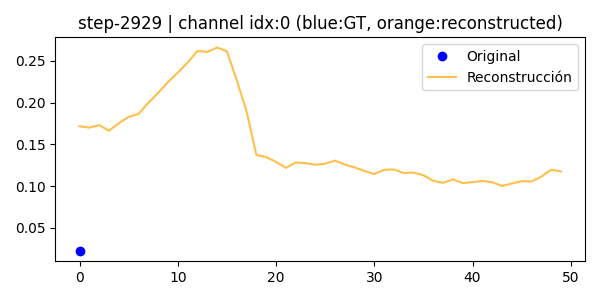 step-2929 | channel idx:0 (blue:GT, orange:reconstructed)
Original
Reconstrucción
0.25
0.20
0.15
0.10
0.05
0 10 20 30 40 50